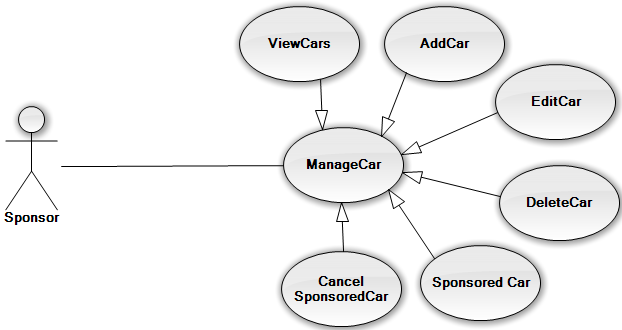 ViewCars
AddCar
EditCar
ManageCar
DeleteCar
Sponsor
Cancel
SponsoredCar
Sponsored Car